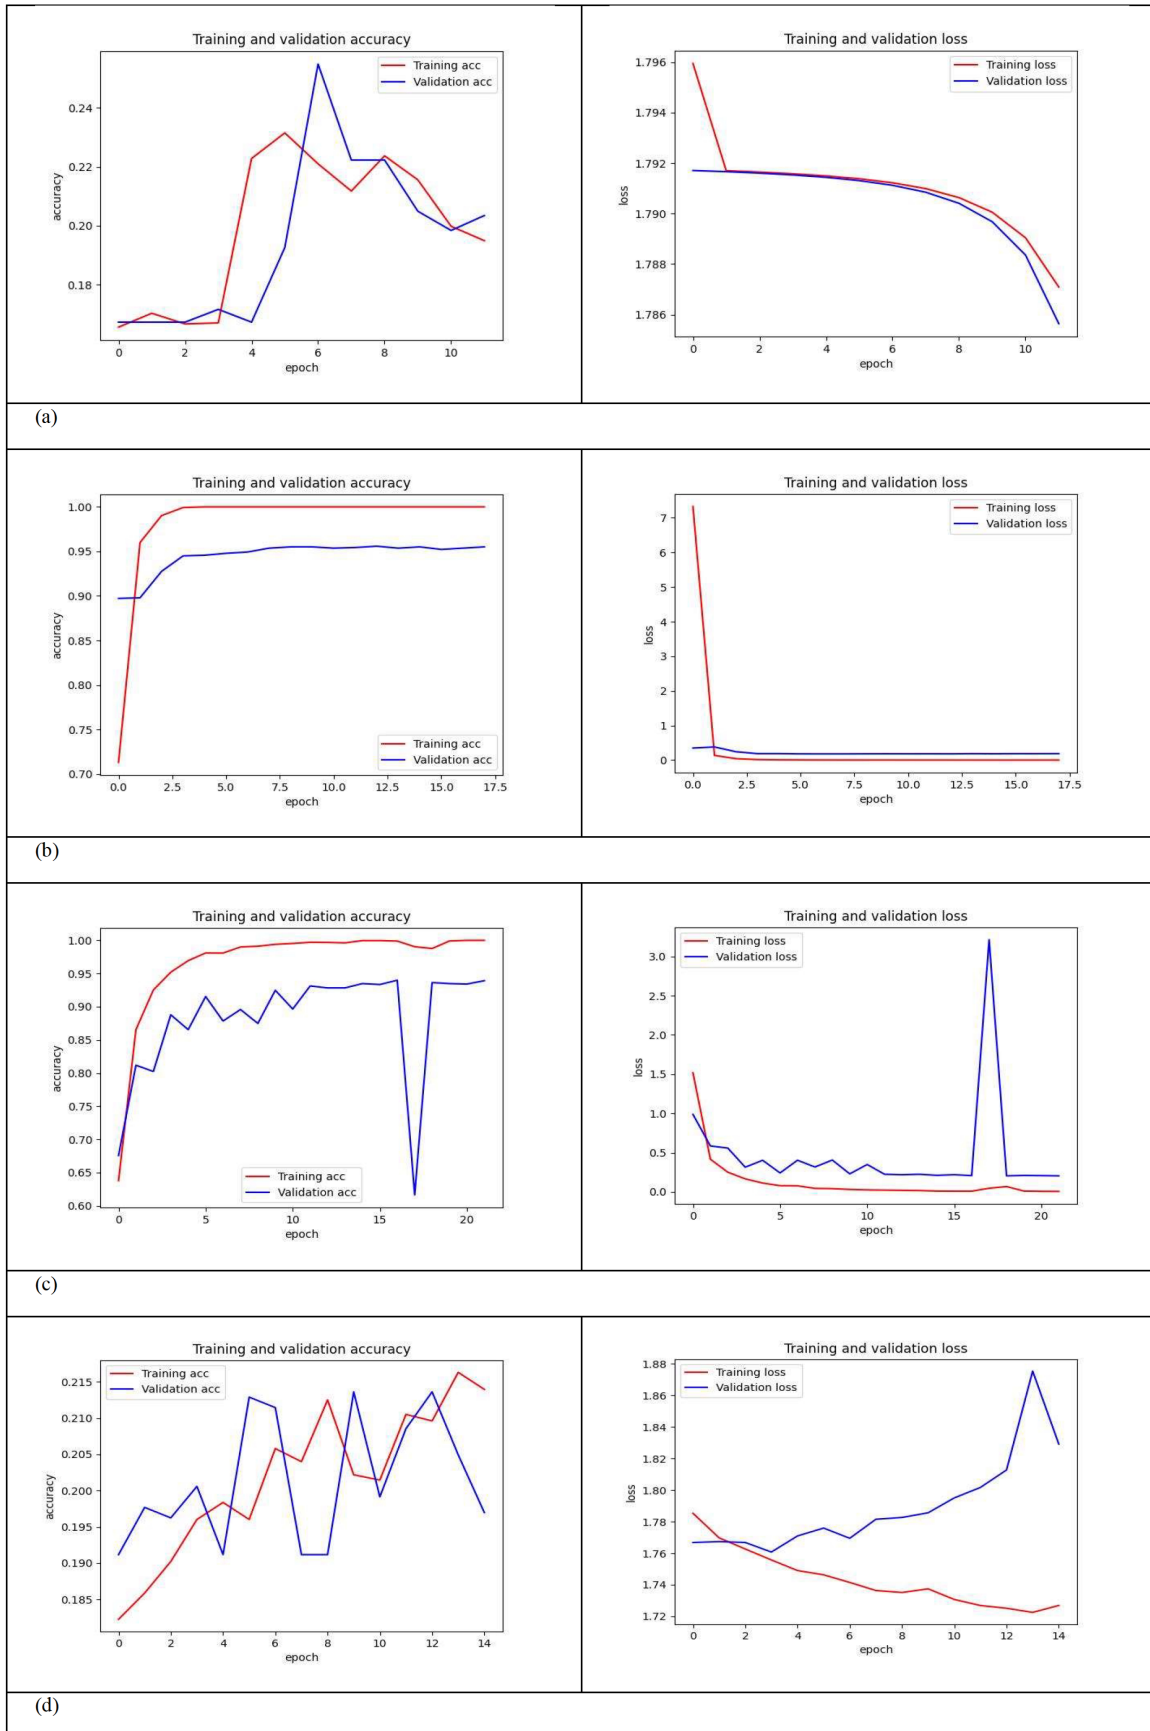 Training and validation accuracy
Training acc
Validation acc
0.24
0.22
0.20
0.18
accuracy
0 2 4 6 8 10
epoch
Training and validation loss
Training loss
Validation loss
1.796
1.794
1.792
1.790
1.788
1.786
loss
0 2 4 6 8 10
epoch
(a)
Training and validation accuracy
1.00
0.95
0.90
0.85
0.80
0.75
0.70
accuracy
Training acc
Validation acc
0.0 2.5 5.0 7.5 10.0 12.5 15.0 17.5
epoch
Training and validation loss
Training loss
Validation loss
7
6
5
4
3
2
1
0
loss
0.0 2.5 5.0 7.5 10.0 12.5 15.0 17.5
epoch
(b)
Training and validation accuracy
1.00
0.95
0.90
0.85
0.80
0.75
0.70
0.65
0.60
accuracy
Training acc
Validation acc
0 5 10 15 20
epoch
Training and validation loss
Training loss
Validation loss
3.0
2.5
2.0
1.5
1.0
0.5
0.0
loss
0 5 10 15 20
epoch
(c)
Training and validation accuracy
Training acc
Validation acc
0.215
0.210
0.205
0.200
0.195
0.190
0.185
accuracy
0 2 4 6 8 10 12 14
epoch
Training and validation loss
Training loss
Validation loss
1.88
1.86
1.84
1.82
1.80
1.78
1.76
1.74
1.72
loss
0 2 4 6 8 10 12 14
epoch
(d)